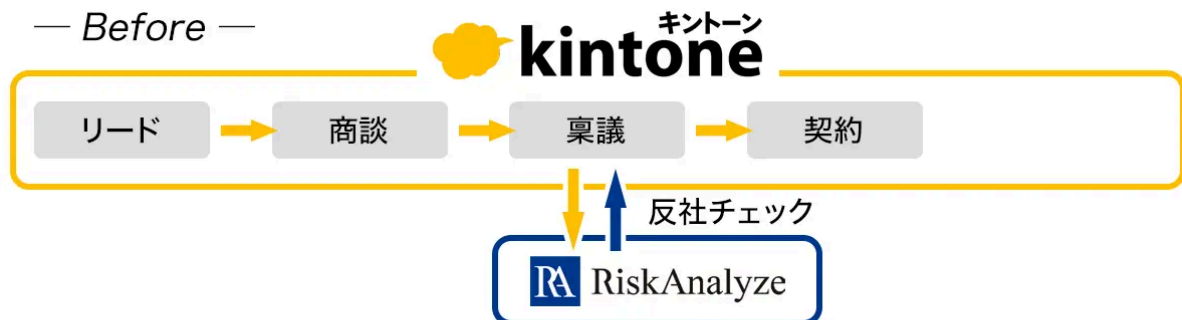 — Before —
キントーン
kintone
リード
商談
稟議
契約
反社チェック
RA RiskAnalyze